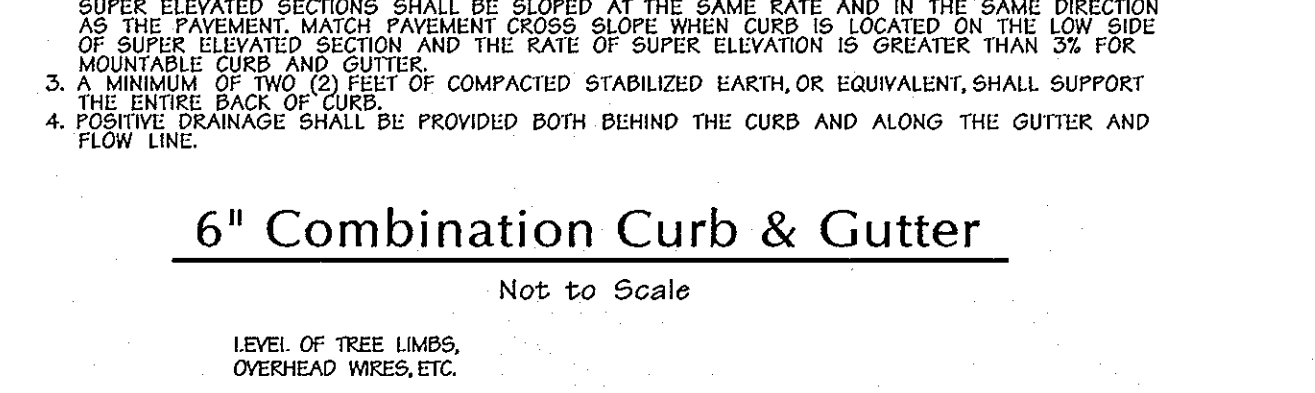 SUPER ELEVATED SECTIONS SHALL BE SLOPED AT THE SAME RATE AND IN THE SAME DIRECTION
AS THE PAVEMENT. MATCH PAVEMENT CROSS SLOPE WHEN CURB IS LOCATED ON THE LOW SIDE
OF SUPER ELEVATED SECTION AND THE RATE OF SUPER ELEVATION IS GREATER THAN 3% FOR
MOUNTABLE CURB AND GUTTER.
3. A MINIMUM OF TWO (2) FEET OF COMPACTED STABILIZED EARTH, OR EQUIVALENT, SHALL SUPPORT
THE ENTIRE BACK OF CURB.
4. POSITIVE DRAINAGE SHALL BE PROVIDED BOTH BEHIND THE CURB AND ALONG THE GUTTER AND
FLOW LINE.
6" Combination Curb & Gutter
Not to Scale
LEVEL OF TREE LIMBS,
OVERHEAD WIRES, ETC.